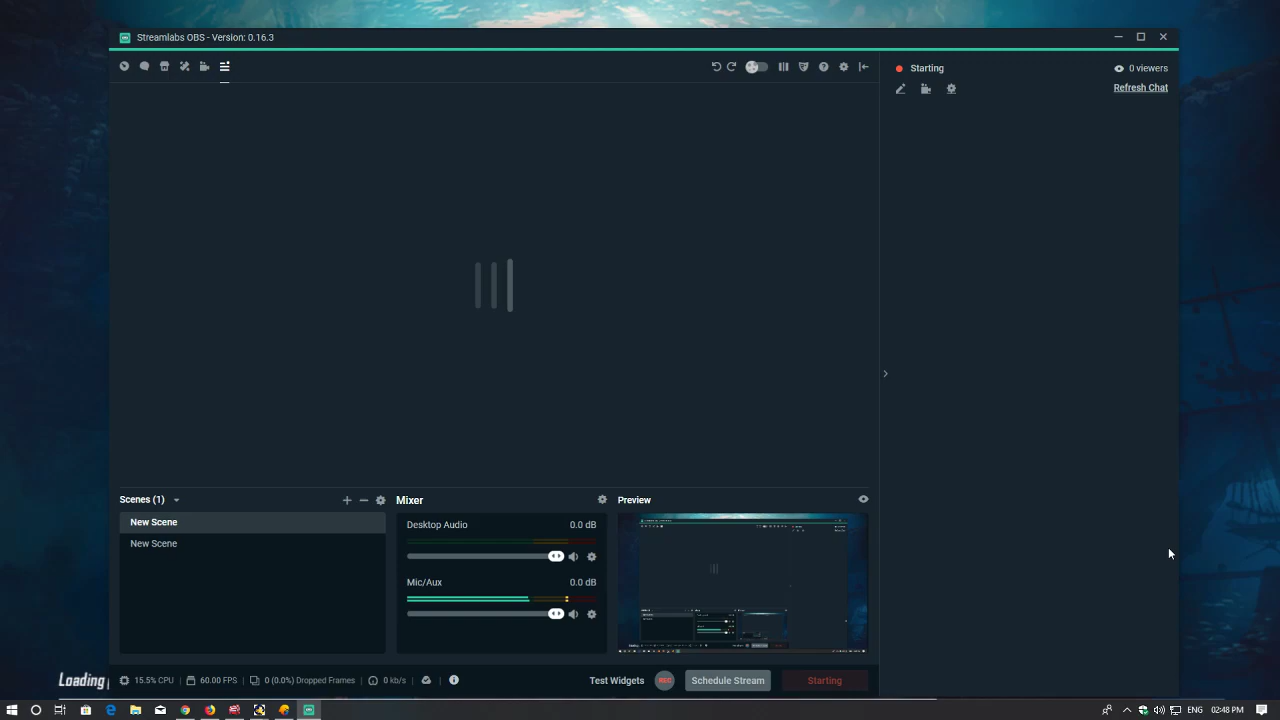 Streamlabs OBS - Version: 0.16.3
Starting
0 viewers
Refresh Chat
Scenes (1)
New Scene
New Scene
Mixer
Desktop Audio 0.0 dB
Mic/Aux 0.0 dB
Preview
Loading
15.5% CPU
60.00 FPS
0 (0.0%) Dropped Frames
0 kb/s
Test Widgets
REC
Schedule Stream
Starting
ENG
02:48 PM